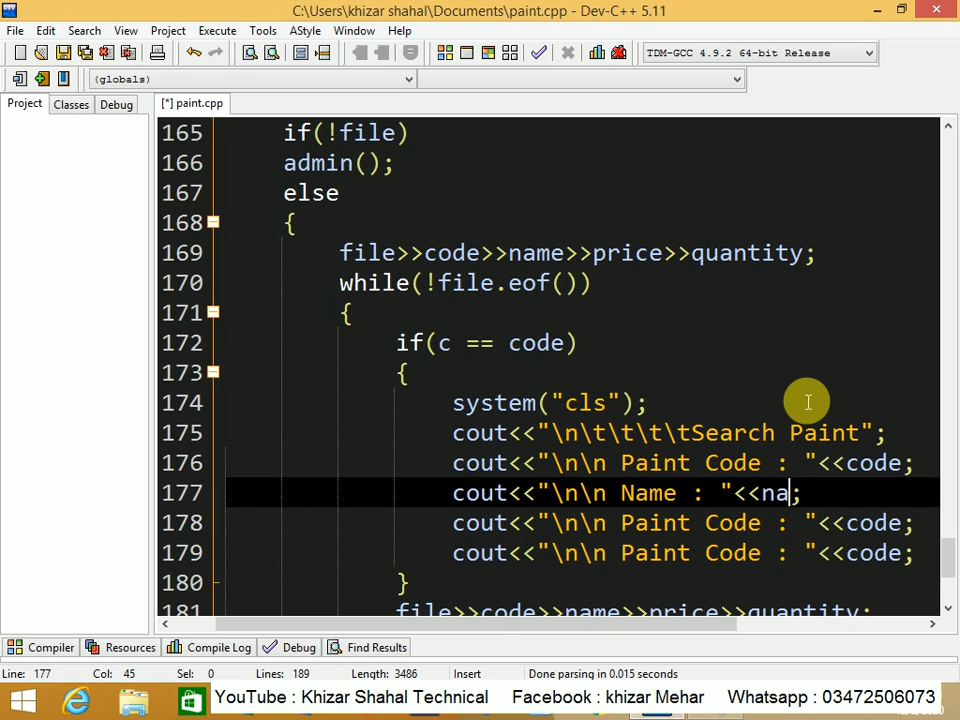 C:\Users\khizar shahal\Documents\paint.cpp - Dev-C++ 5.11
File Edit Search View Project Execute Tools AStyle Window Help
TDM-GCC 4.9.2 64-bit Release
(globals)
Project Classes Debug [*] paint.cpp
165 if(!file)
166 admin();
167 else
168 {
169 file>>code>>name>>price>>quantity;
170 while(!file.eof())
171 {
172 if(c == code)
173 {
174 system("cls");
175 cout<<"\n\t\t\t\tSearch Paint";
176 cout<<"\n\n Paint Code : "<<code;
177 cout<<"\n\n Name : "<<na;
178 cout<<"\n\n Paint Code : "<<code;
179 cout<<"\n\n Paint Code : "<<code;
180 }
181 file>>code>>name>>price>>quantity;
Compiler Resources Compile Log Debug Find Results
Line: 177 Col: 45 Sel: 0 Lines: 189 Length: 3486 Insert Done parsing in 0.015 seconds
YouTube : Khizar Shahal Technical Facebook : khizar Mehar Whatsapp : 03472506073